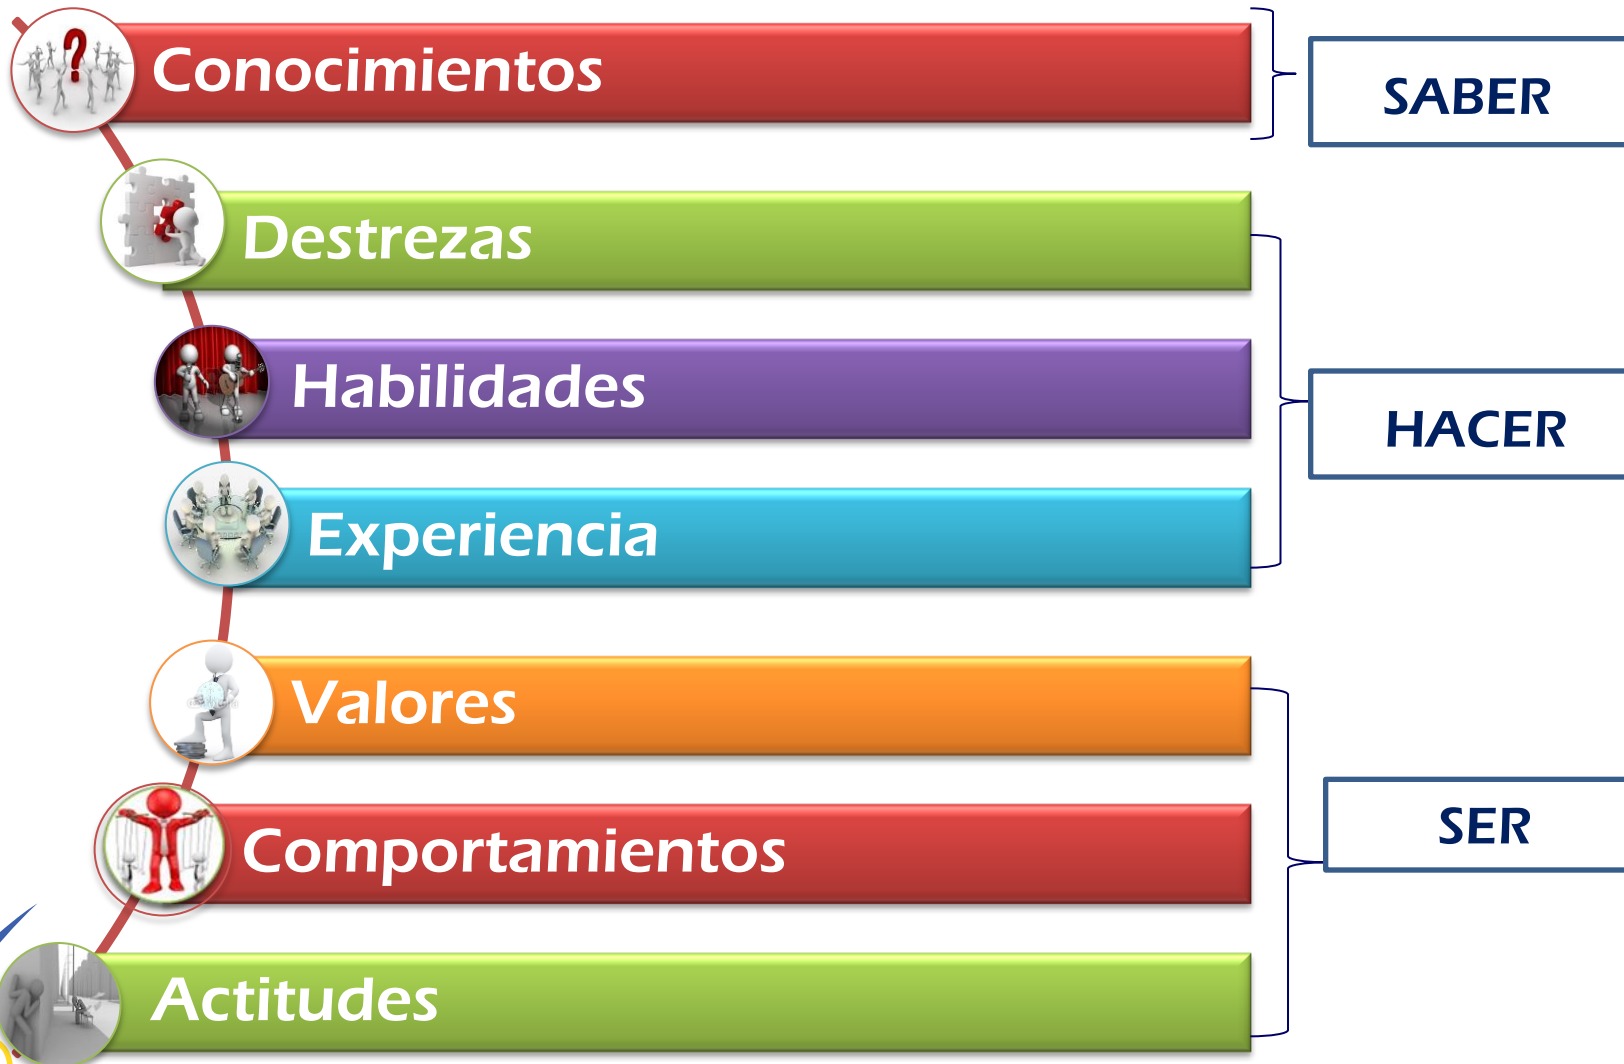 Conocimientos
SABER
Destrezas
Habilidades
HACER
Experiencia
Valores
Comportamientos
SER
Actitudes